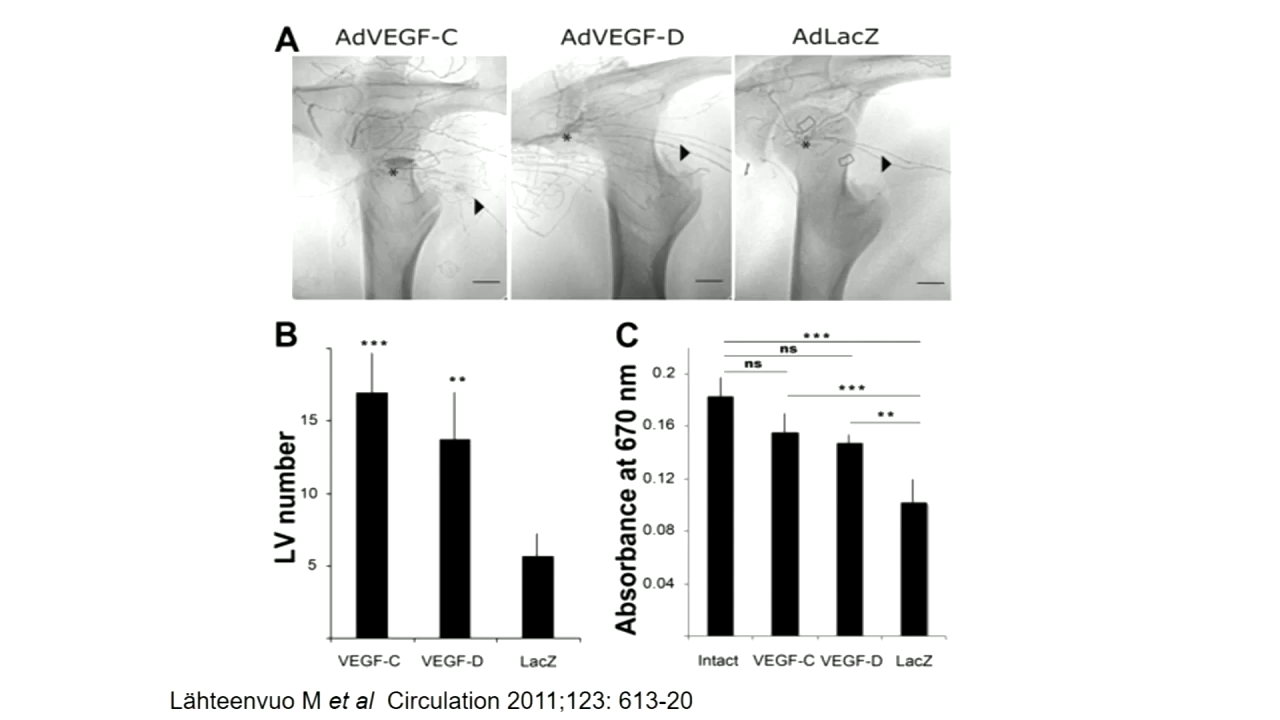 A
AdVEGF-C AdVEGF-D AdLacZ
*
*
*
B
***
**
15
10
5
LV number
VEGF-C VEGF-D LacZ
C
***
ns
ns
***
**
0.2
0.16
0.12
0.08
0.04
Absorbance at 670 nm
Intact VEGF-C VEGF-D LacZ
Lähteenvuo M et al Circulation 2011;123: 613-20